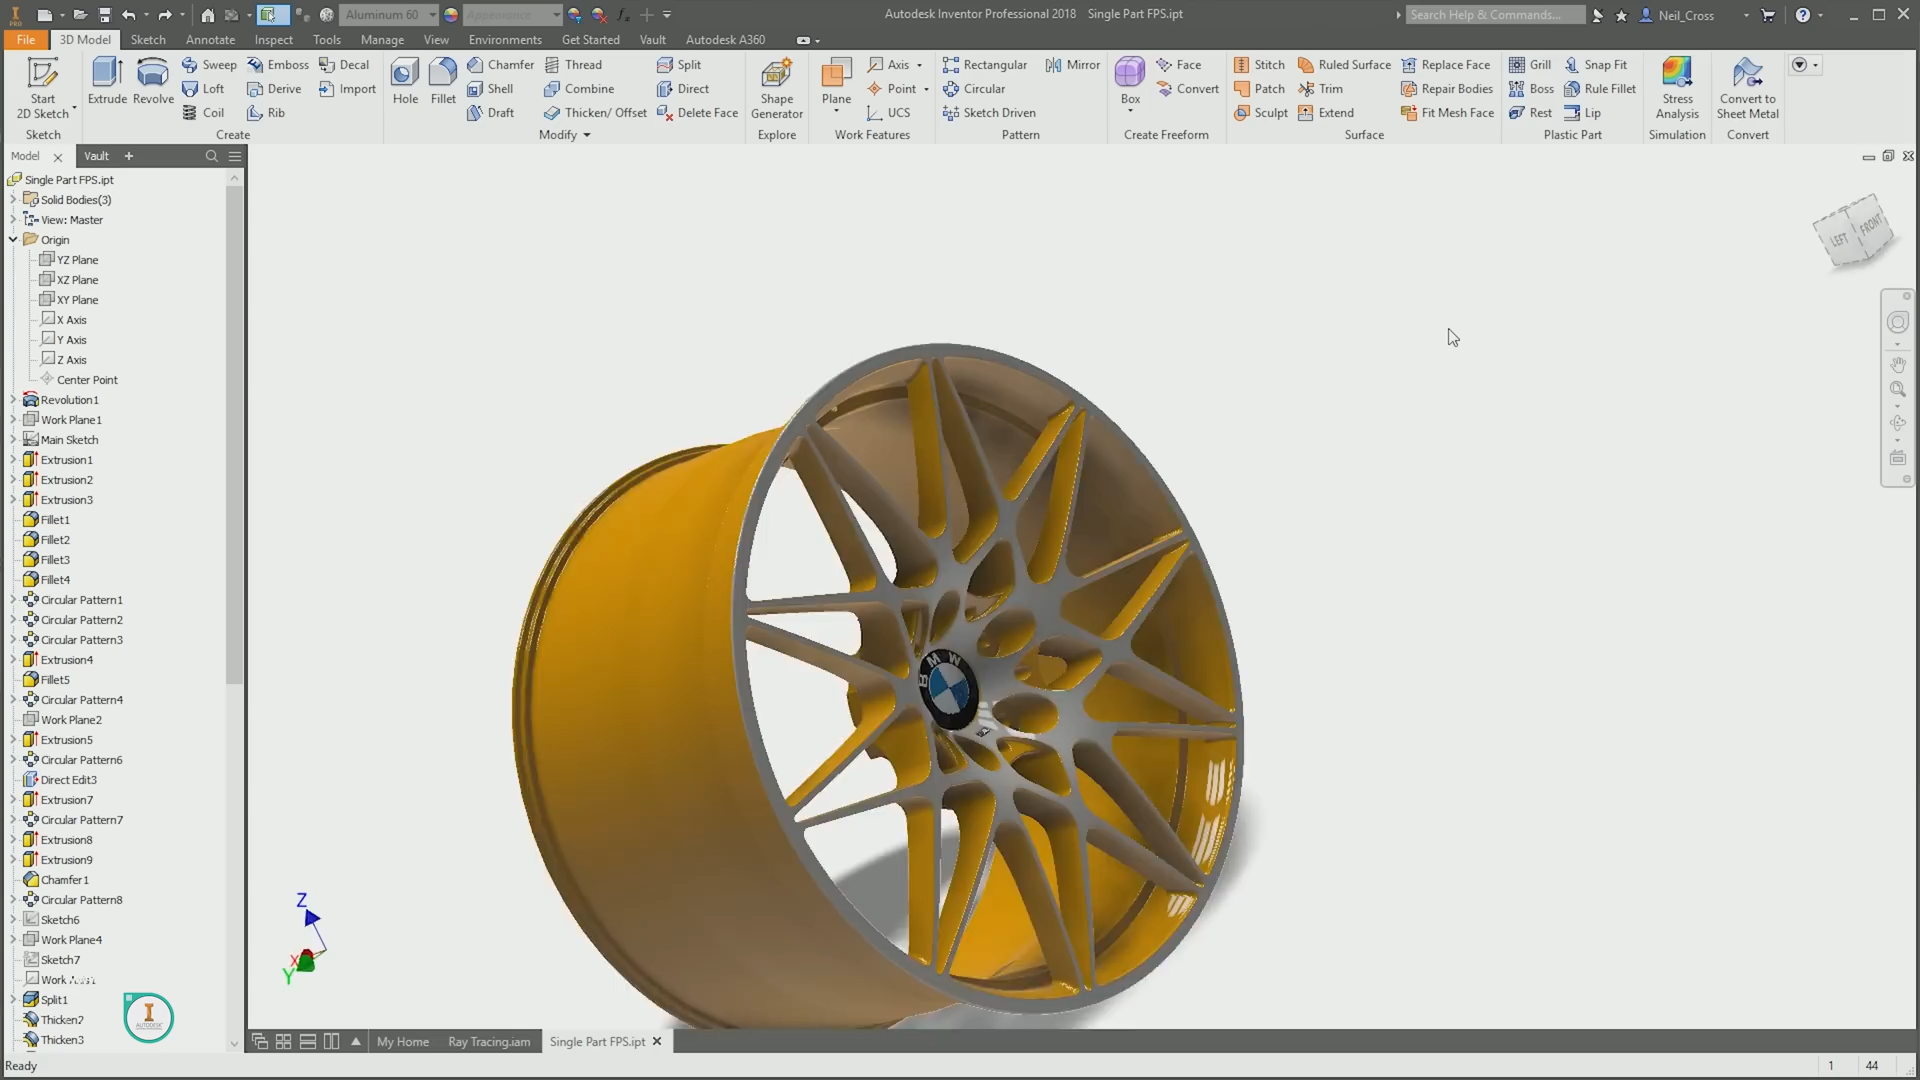 I PRO Aluminum 60 Appearance fx Autodesk Inventor Professional 2018 Single Part FPS.ipt Search Help & Commands... Neil_Cross
File 3D Model Sketch Annotate Inspect Tools Manage View Environments Get Started Vault Autodesk A360
Start 2D Sketch
Sketch
Extrude Revolve
Sweep Emboss Decal
Loft Derive Import
Coil Rib
Create
Hole Fillet
Chamfer Thread Split
Shell Combine Direct
Draft Thicken/ Offset Delete Face
Modify
Shape Generator
Explore
Plane
Axis
Point
UCS
Work Features
Rectangular Mirror
Circular
Sketch Driven
Pattern
Box
Face
Convert
Create Freeform
Stitch Ruled Surface Replace Face
Patch Trim Repair Bodies
Sculpt Extend Fit Mesh Face
Surface
Grill Snap Fit
Boss Rule Fillet
Rest Lip
Plastic Part
Stress Analysis
Simulation
Convert to Sheet Metal
Convert
Model Vault +
Single Part FPS.ipt
Solid Bodies(3)
View: Master
Origin
YZ Plane
XZ Plane
XY Plane
X Axis
Y Axis
Z Axis
Center Point
Revolution1
Work Plane1
Main Sketch
Extrusion1
Extrusion2
Extrusion3
Fillet1
Fillet2
Fillet3
Fillet4
Circular Pattern1
Circular Pattern2
Circular Pattern3
Extrusion4
Fillet5
Circular Pattern4
Work Plane2
Extrusion5
Circular Pattern6
Direct Edit3
Extrusion7
Circular Pattern7
Extrusion8
Extrusion9
Chamfer1
Circular Pattern8
Sketch6
Work Plane4
Sketch7
Work
Split1
Thicken2
Thicken3
I
AUTODESK
LEFT FRONT
BMW
Z
X
Y
My Home Ray Tracing.iam Single Part FPS.ipt
Ready 1 44